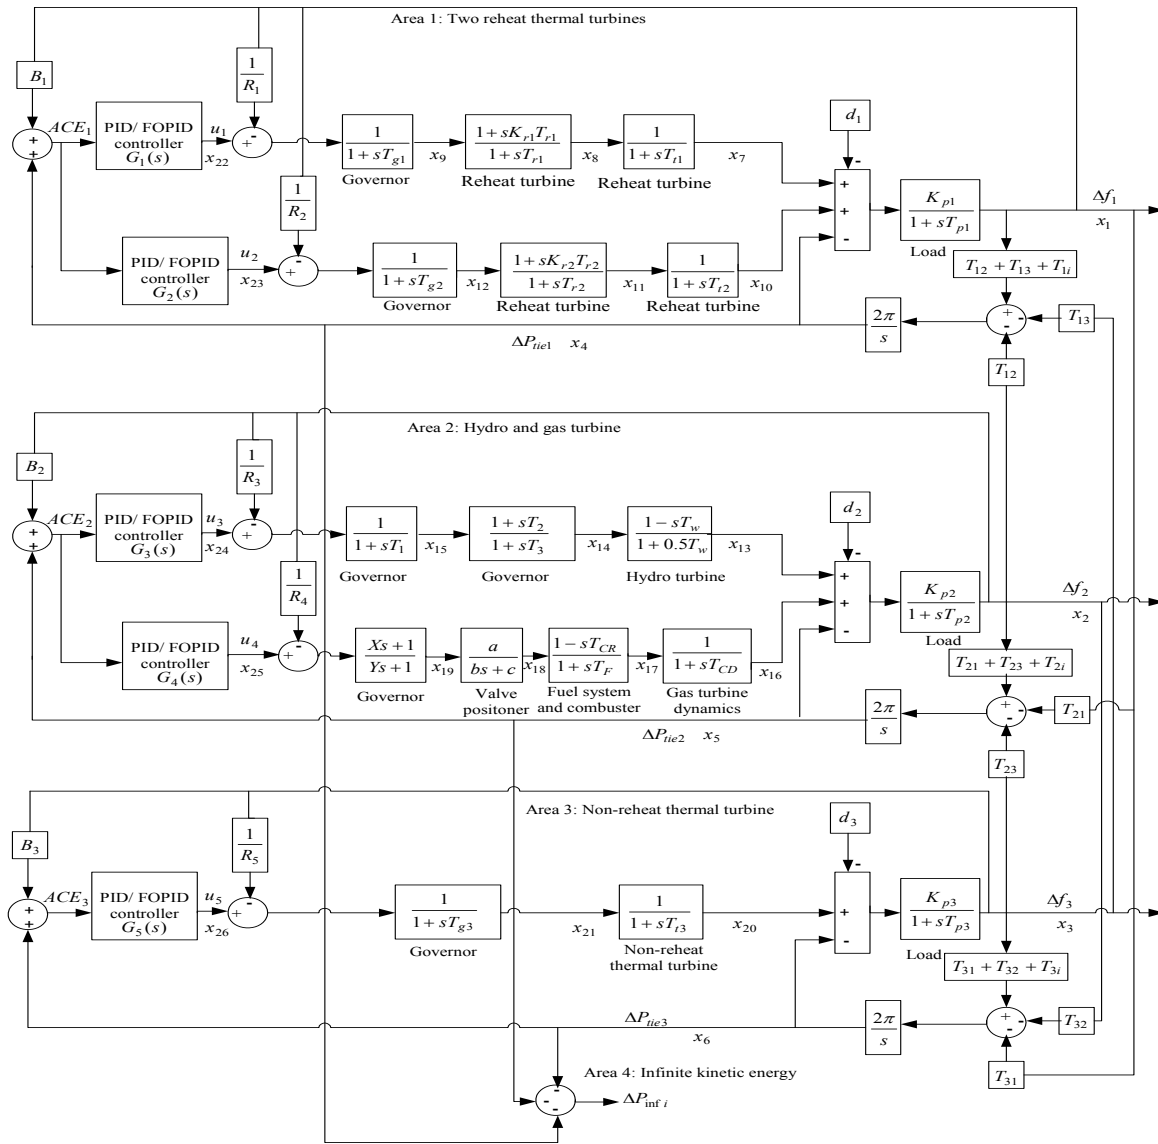 Area 1: Two reheat thermal turbines
B1
1/R1
ACE1
PID/ FOPID
controller
G1(s)
u1
x22
1/(1+sTg1)
Governor
x9
(1+sKr1Tr1)/(1+sTr1)
Reheat turbine
x8
1/(1+sTt1)
Reheat turbine
x7
d1
Kp1/(1+sTp1)
Load
Δf1
x1
1/R2
PID/ FOPID
controller
G2(s)
u2
x23
1/(1+sTg2)
Governor
x12
(1+sKr2Tr2)/(1+sTr2)
Reheat turbine
x11
1/(1+sTt2)
Reheat turbine
x10
T12+T13+T1i
2π/s
T13
ΔPtie1 x4
T12
Area 2: Hydro and gas turbine
B2
1/R3
ACE2
PID/ FOPID
controller
G3(s)
u3
x24
1/(1+sT1)
Governor
x15
(1+sT2)/(1+sT3)
Governor
x14
(1-sTw)/(1+0.5Tw)
Hydro turbine
x13
d2
Kp2/(1+sTp2)
Load
Δf2
x2
1/R4
PID/ FOPID
controller
G4(s)
u4
x25
(Xs+1)/(Ys+1)
Governor
x19
a/(bs+c)
Valve
positoner
x18
(1-sTCR)/(1+sTF)
Fuel system
and combuster
x17
1/(1+sTCD)
Gas turbine
dynamics
x16
T21+T23+T2i
2π/s
T21
ΔPtie2 x5
T23
Area 3: Non-reheat thermal turbine
B3
1/R5
ACE3
PID/ FOPID
controller
G5(s)
u5
x26
1/(1+sTg3)
Governor
x21
1/(1+sTt3)
Non-reheat
thermal turbine
x20
d3
Kp3/(1+sTp3)
Load
Δf3
x3
T31+T32+T3i
2π/s
T32
ΔPtie3
x6
T31
Area 4: Infinite kinetic energy
ΔPinf i